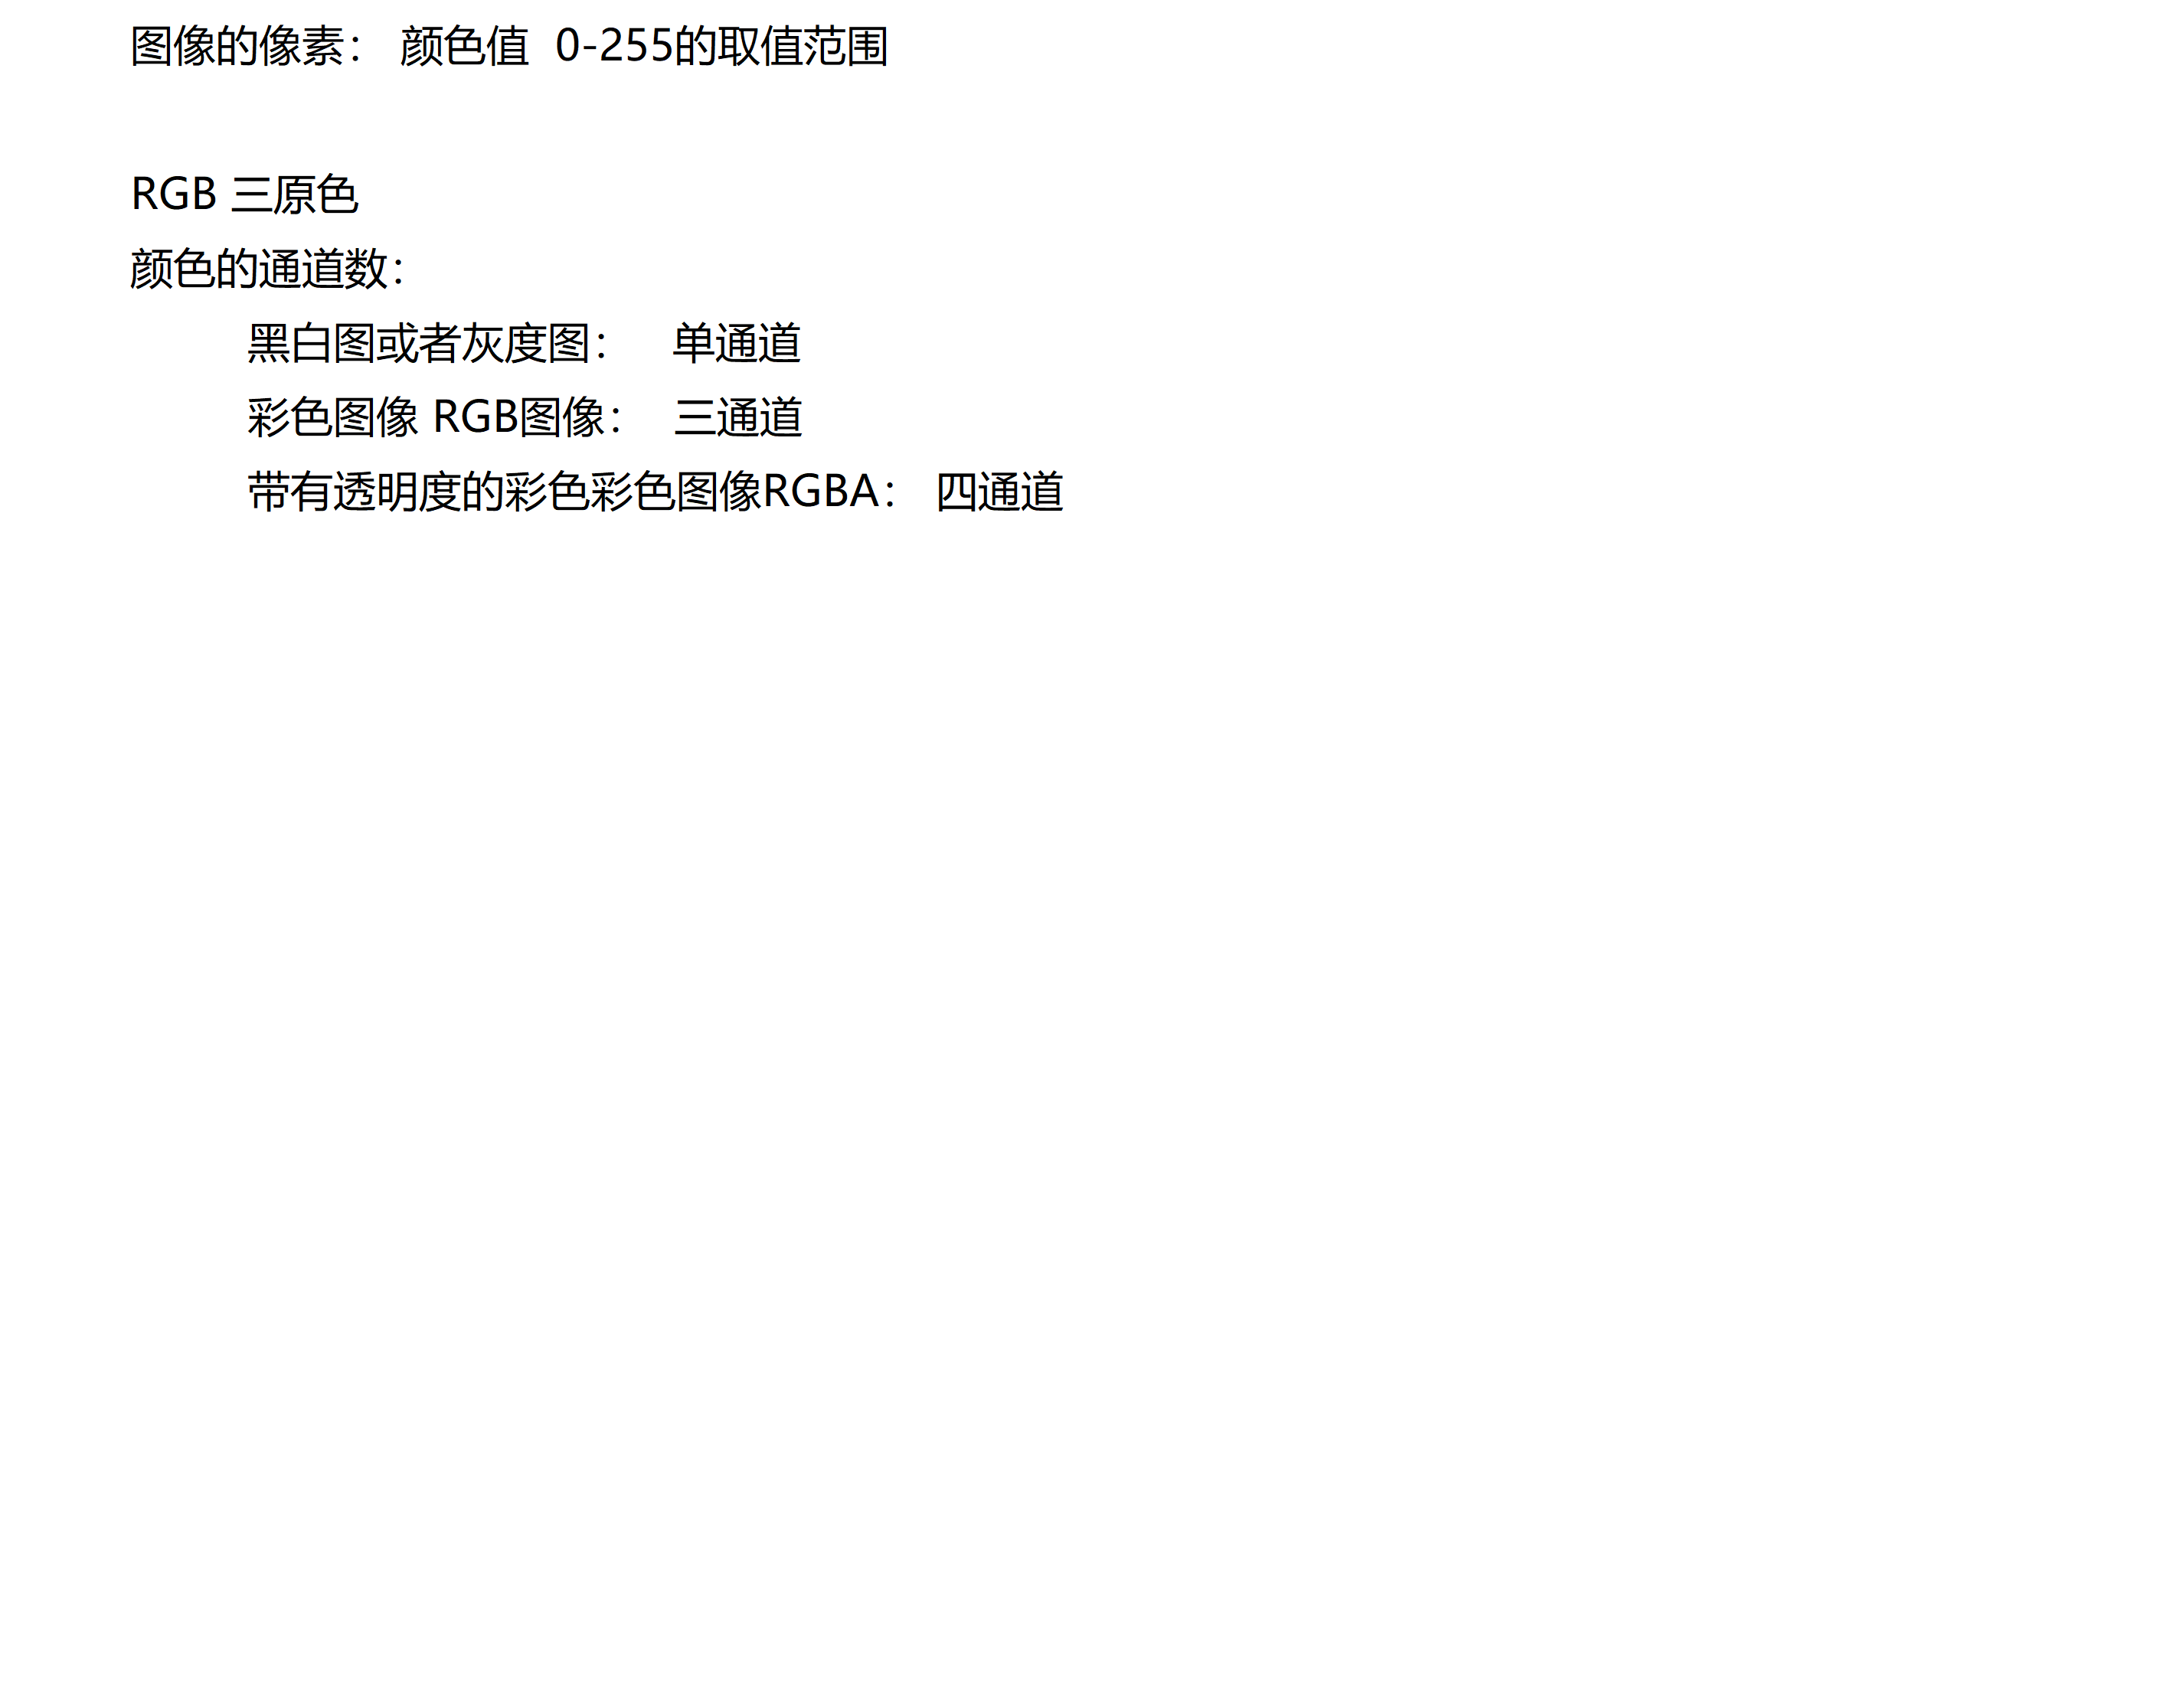 图像的像素： 颜色值  0-255的取值范围
RGB 三原色
颜色的通道数：
黑白图或者灰度图：   单通道
彩色图像 RGB图像：  三通道
带有透明度的彩色彩色图像RGBA： 四通道